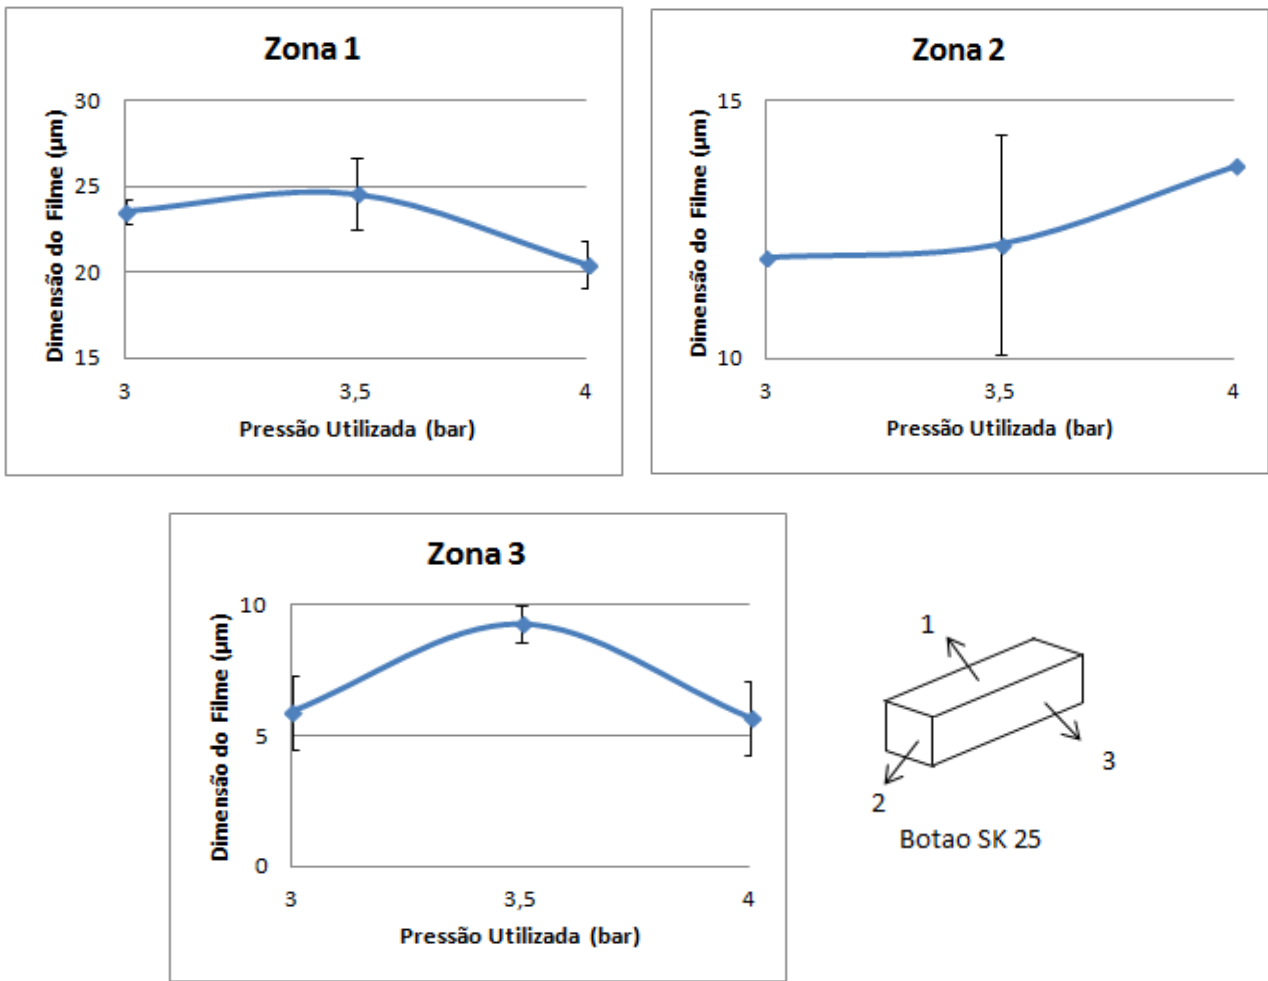 Zona 1
Dimensão do Filme (µm)
30
25
20
15
3
3,5
4
Pressão Utilizada (bar)
Zona 2
Dimensão do Filme (µm)
15
10
3
3,5
4
Pressão Utilizada (bar)
Zona 3
Dimensão do Filme (µm)
10
5
0
3
3,5
4
Pressão Utilizada (bar)
1
2
3
Botao SK 25